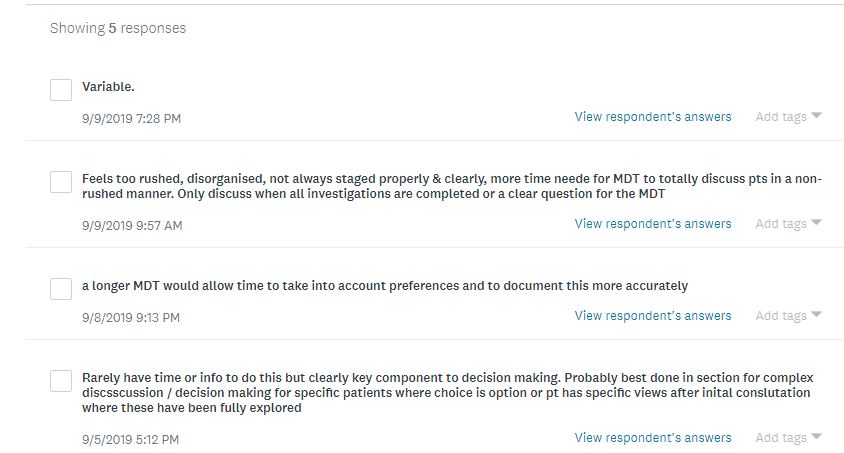 Showing 5 responses
Variable.
9/9/2019 7:28 PM
View respondent's answers
Add tags
Feels too rushed, disorganised, not always staged properly & clearly, more time neede for MDT to totally discuss pts in a non-
rushed manner. Only discuss when all investigations are completed or a clear question for the MDT
9/9/2019 9:57 AM
View respondent's answers
Add tags
a longer MDT would allow time to take into account preferences and to document this more accurately
9/8/2019 9:13 PM
View respondent's answers
Add tags
Rarely have time or info to do this but clearly key component to decision making. Probably best done in section for complex
discsscussion / decision making for specific patients where choice is option or pt has specific views after inital conslutation
where these have been fully explored
9/5/2019 5:12 PM
View respondent's answers
Add tags